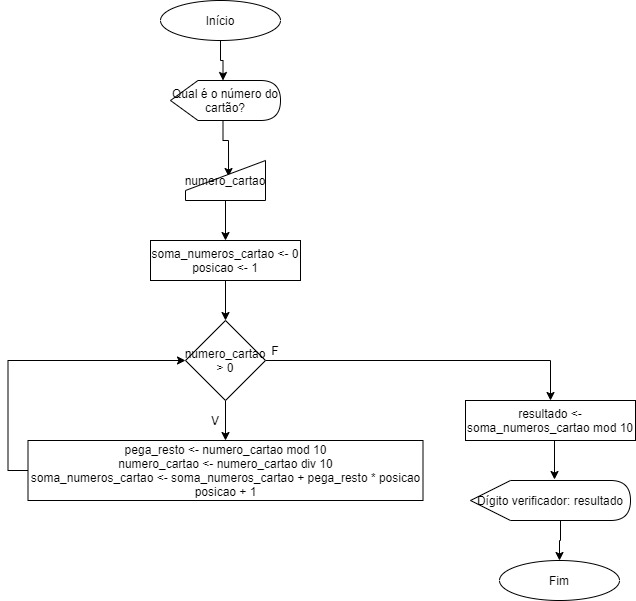 Início
Qual é o número do
cartão?
numero_cartao
soma_numeros_cartao <- 0
posicao <- 1
numero_cartao
> 0
F
V
pega_resto <- numero_cartao mod 10
numero_cartao <- numero_cartao div 10
soma_numeros_cartao <- soma_numeros_cartao + pega_resto * posicao
posicao + 1
resultado <-
soma_numeros_cartao mod 10
Dígito verificador: resultado
Fim